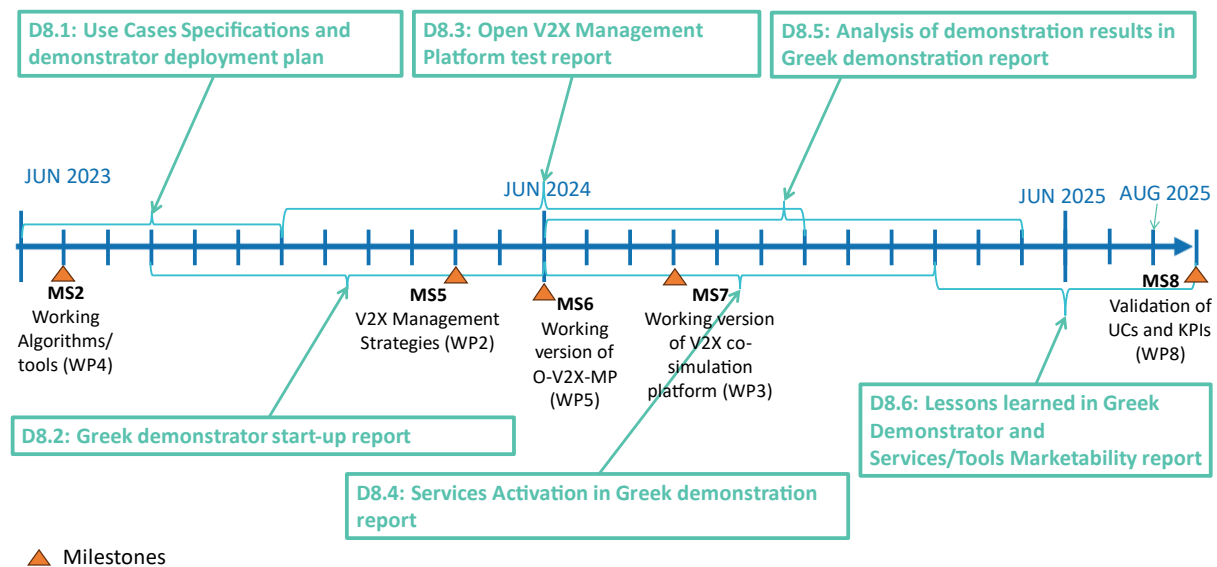 D8.1: Use Cases Specifications and
demonstrator deployment plan
D8.3: Open V2X Management
Platform test report
D8.5: Analysis of demonstration results in
Greek demonstration report
JUN 2023
JUN 2024
JUN 2025
AUG 2025
MS2
Working
Algorithms/
tools (WP4)
MS5
V2X Management
Strategies (WP2)
MS6
Working
version of
O-V2X-MP
(WP5)
MS7
Working version
of V2X co-
simulation
platform (WP3)
MS8
Validation of
UCs and KPIs
(WP8)
D8.2: Greek demonstrator start-up report
D8.4: Services Activation in Greek demonstration
report
D8.6: Lessons learned in Greek
Demonstrator and
Services/Tools Marketability report
Milestones